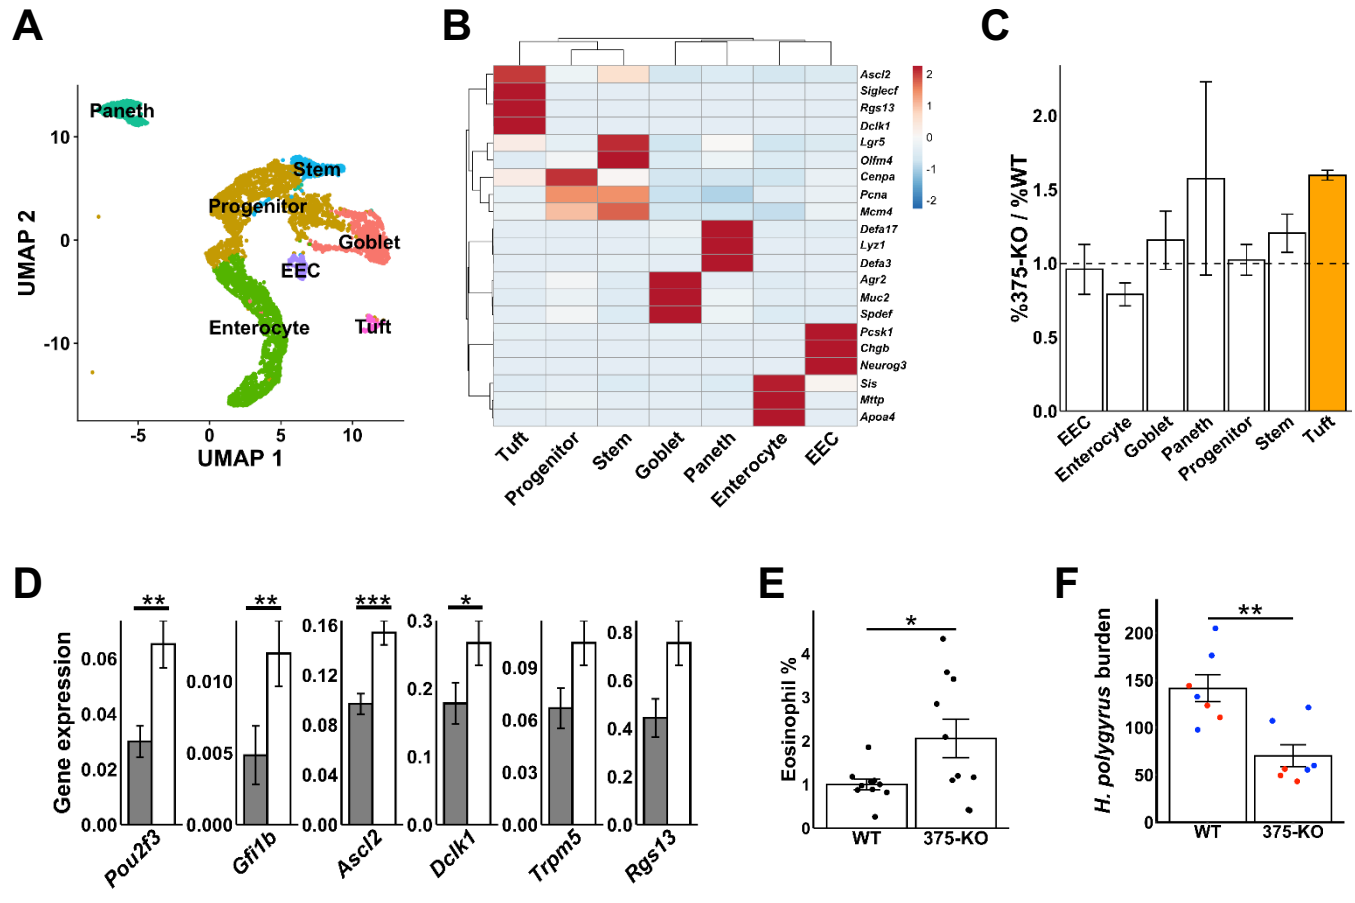 A
B
C
Paneth
Stem
Progenitor
Goblet
EEC
Enterocyte
Tuft
10
0
-10
-5
0
5
10
UMAP 1
UMAP 2
Ascl2
Siglecf
Rgs13
Dclk1
Lgr5
Olfm4
Cenpa
Pcna
Mcm4
Defa17
Lyz1
Defa3
Agr2
Muc2
Spdef
Pcsk1
Chgb
Neurog3
Sis
Mttp
Apoa4
2
1
0
-1
-2
Tuft
Progenitor
Stem
Goblet
Paneth
Enterocyte
EEC
%375-KO / %WT
2.0
1.5
1.0
0.5
0.0
EEC
Enterocyte
Goblet
Paneth
Progenitor
Stem
Tuft
D
E
F
Gene expression
**
0.06
0.04
0.02
0.00
Pou2f3
**
0.010
0.005
0.000
Gfi1b
***
0.16
0.12
0.08
0.04
0.00
Ascl2
*
0.3
0.2
0.1
0.0
Dclk1
0.09
0.06
0.03
0.00
Trpm5
0.8
0.6
0.4
0.2
0.0
Rgs13
Eosinophil %
*
4
3
2
1
0
WT
375-KO
H. polygyrus burden
**
200
150
100
50
0
WT
375-KO